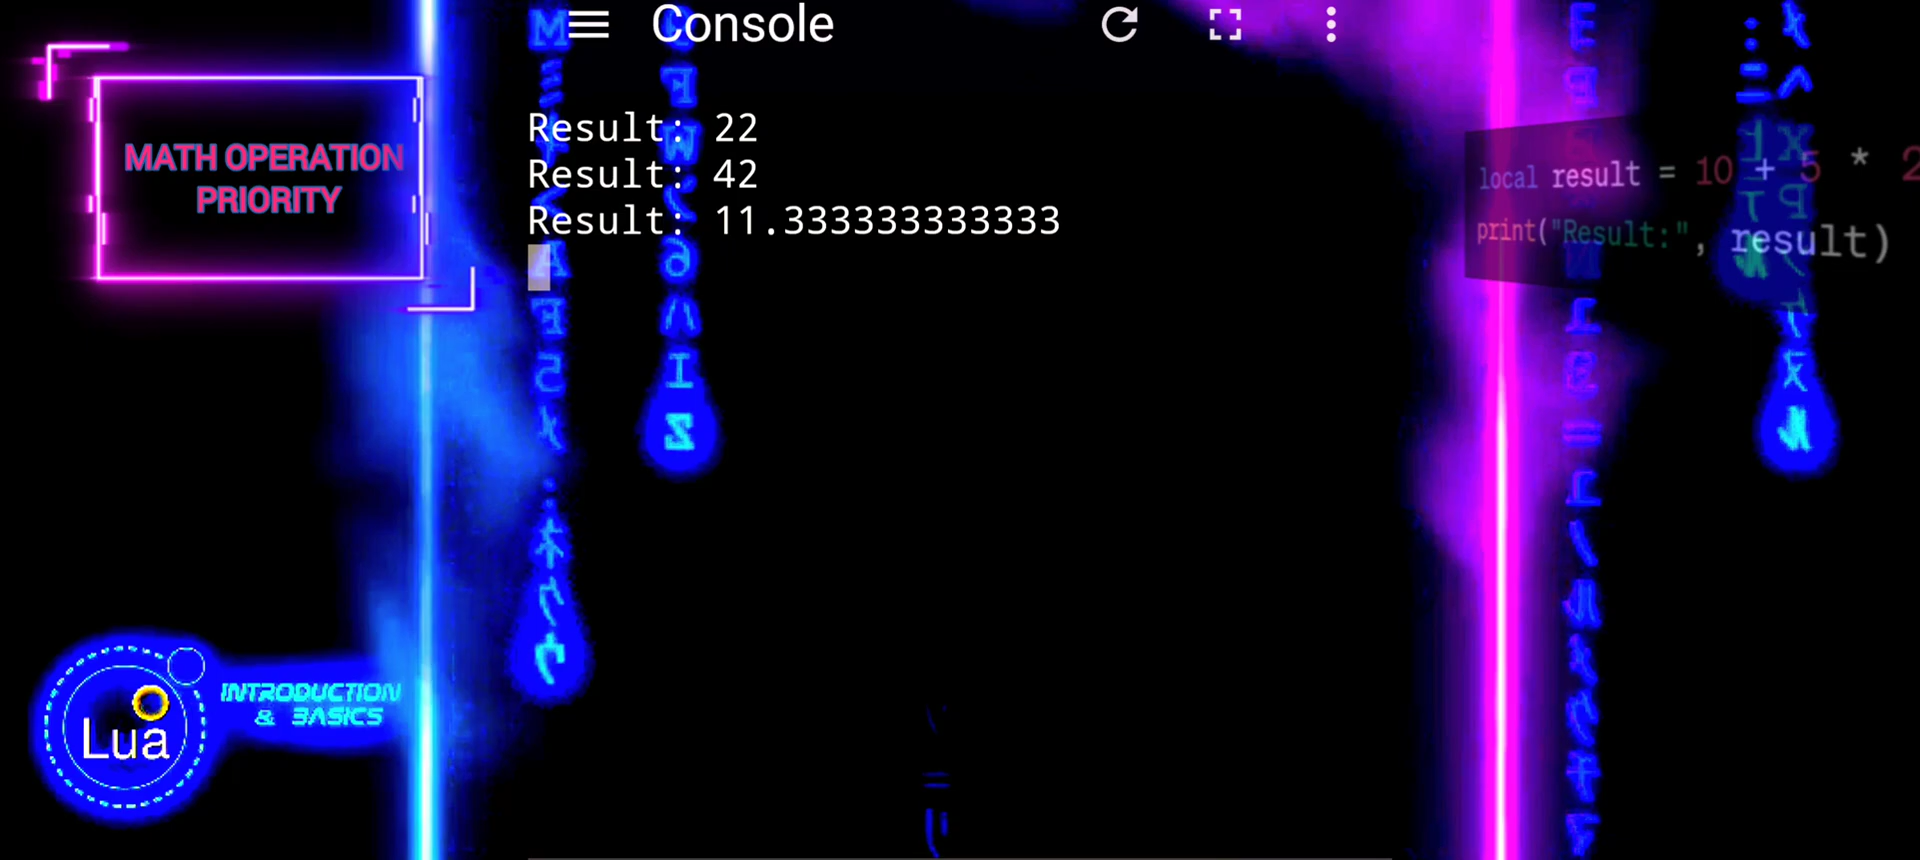 Console
MATH OPERATION
PRIORITY
Result: 22
Result: 42
Result: 11.333333333333
local result = 10 + 5 * 2
print("Result:", result)
Lua
INTRODUCTION
& BASICS